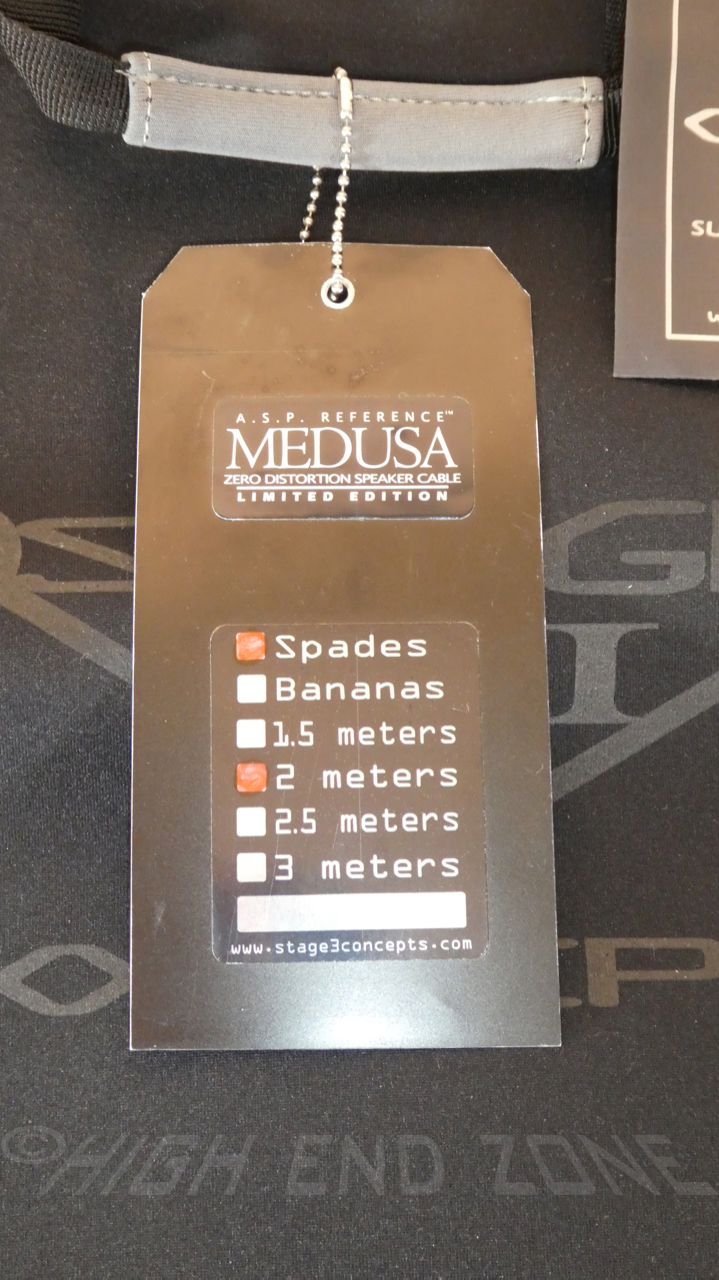 A.S.P. REFERENCE™
MEDUSA
ZERO DISTORTION SPEAKER CABLE
LIMITED EDITION
Spades
Bananas
1.5 meters
2 meters
2.5 meters
3 meters
www.stage3concepts.com
©HIGH END ZONE